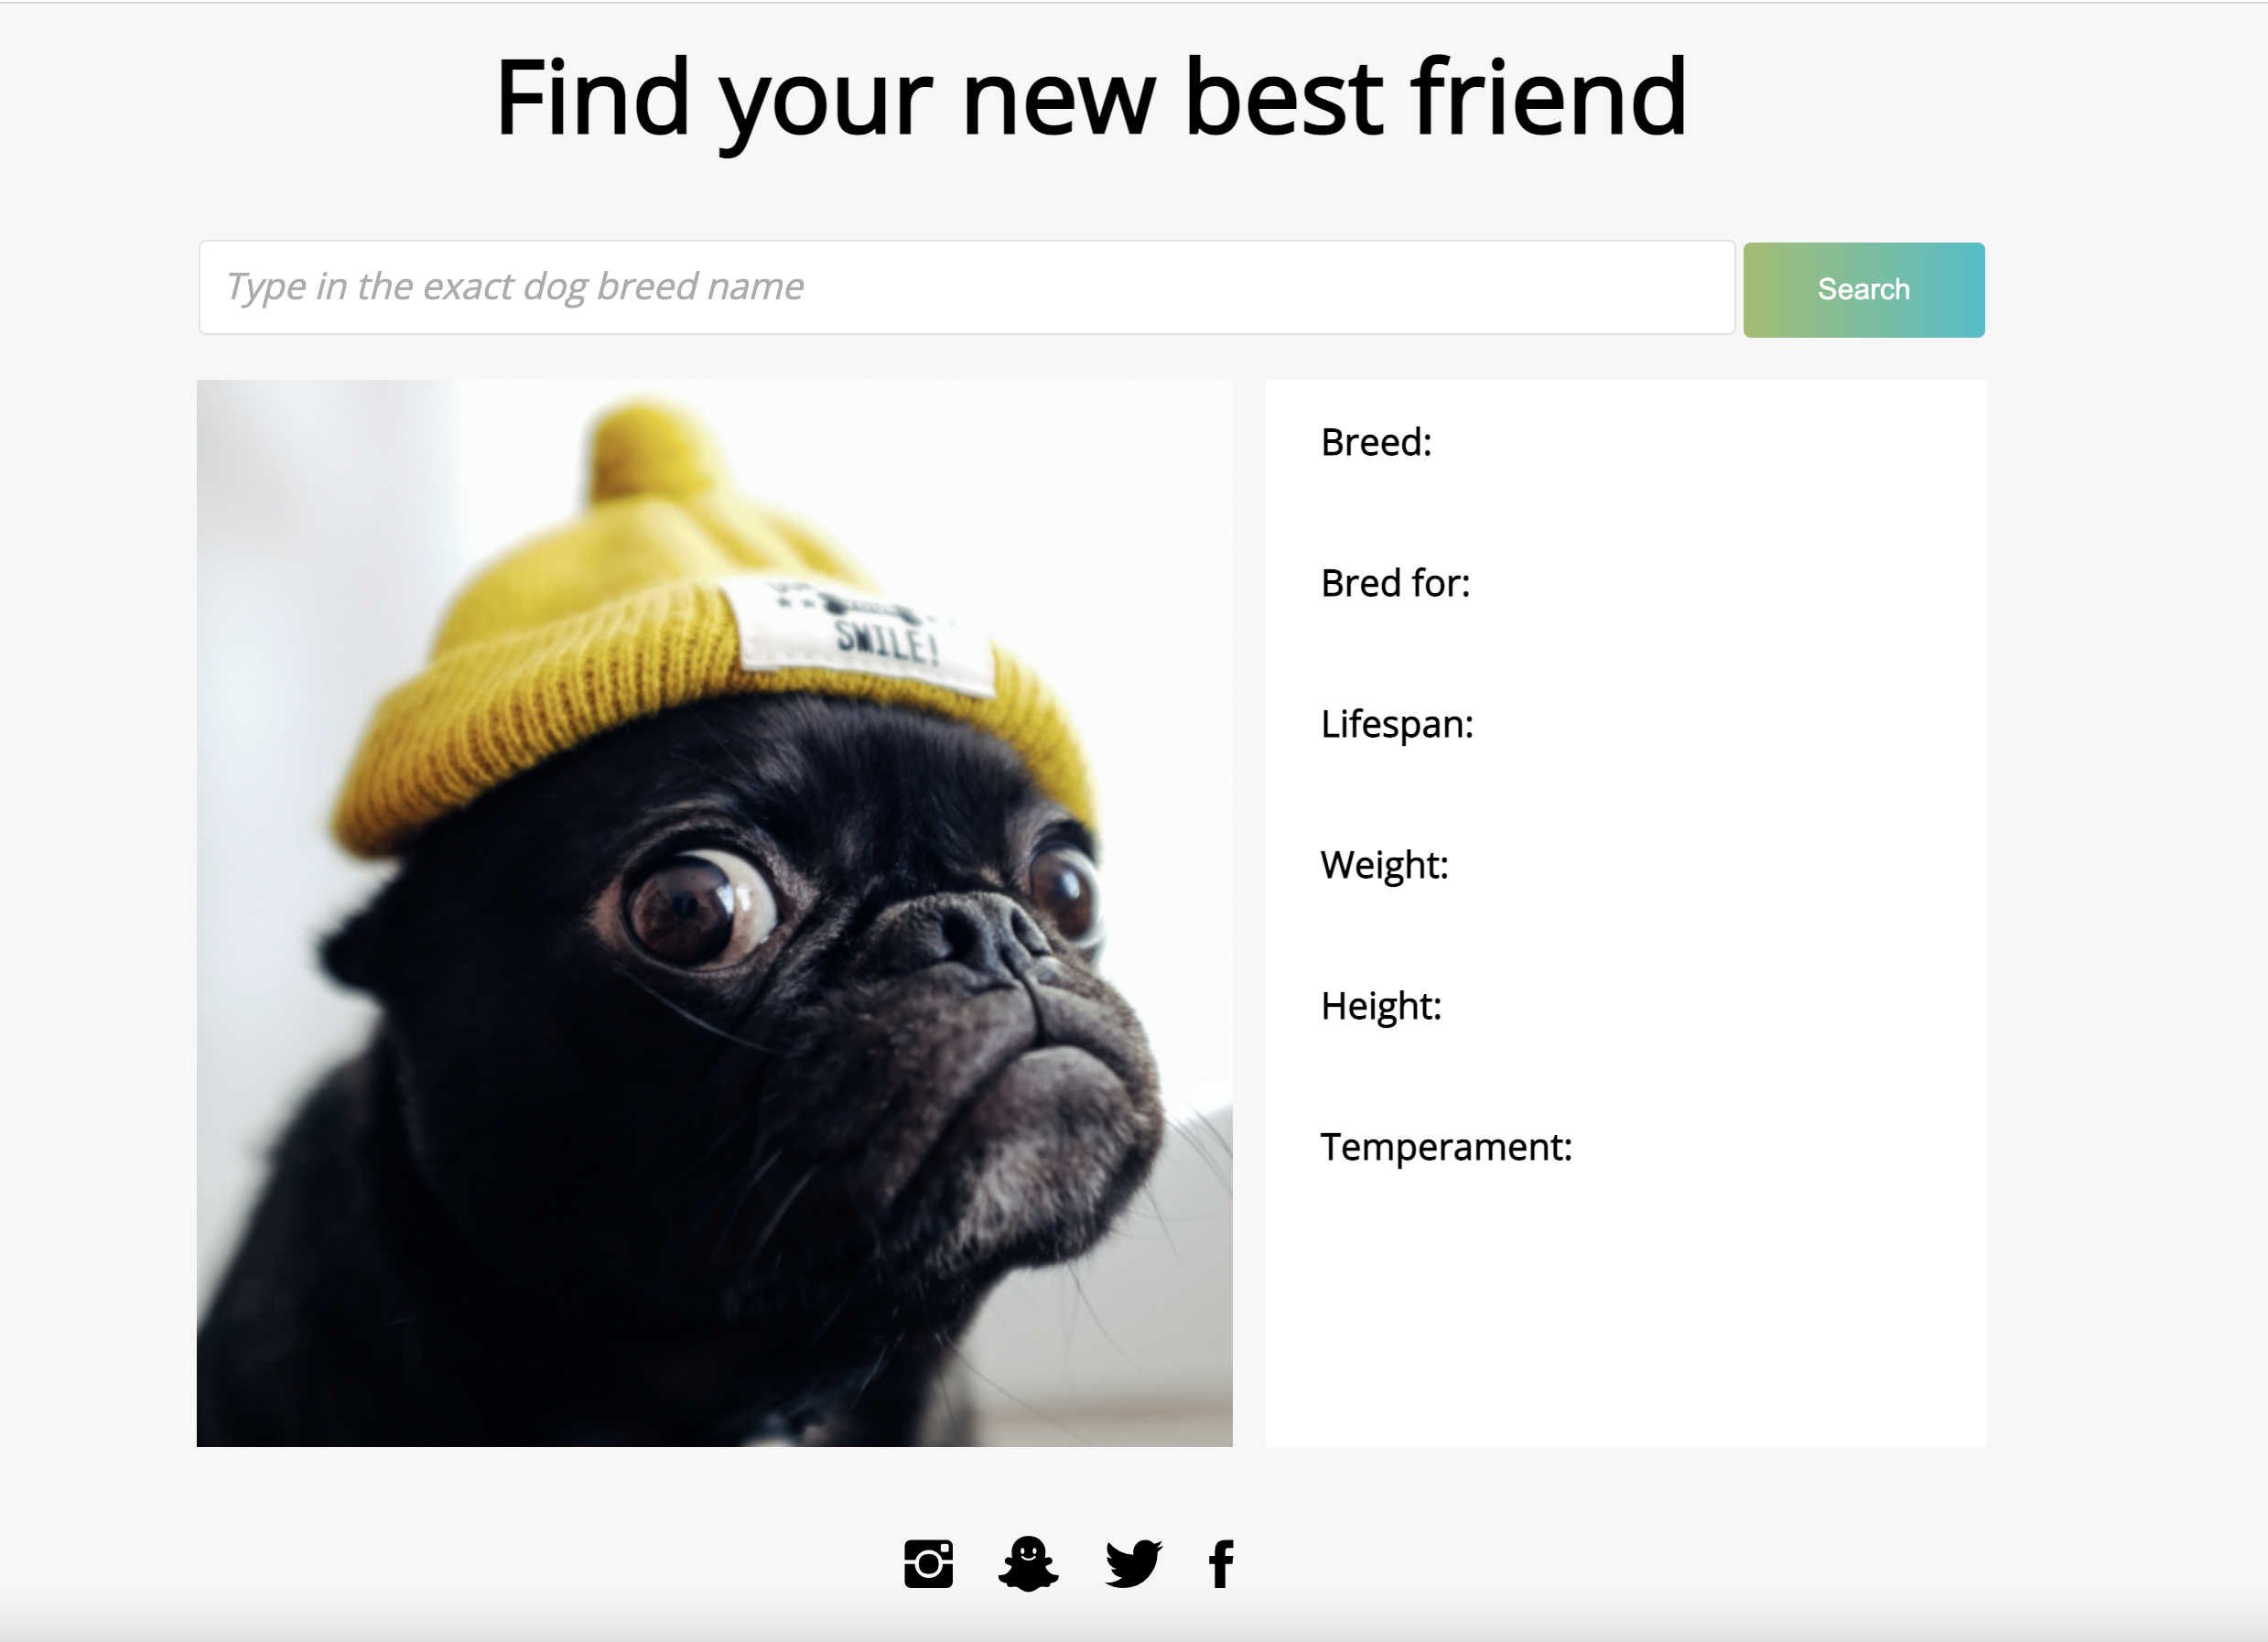 Find your new best friend
Type in the exact dog breed name
Search
SMILE!
Breed:
Bred for:
Lifespan:
Weight:
Height:
Temperament: